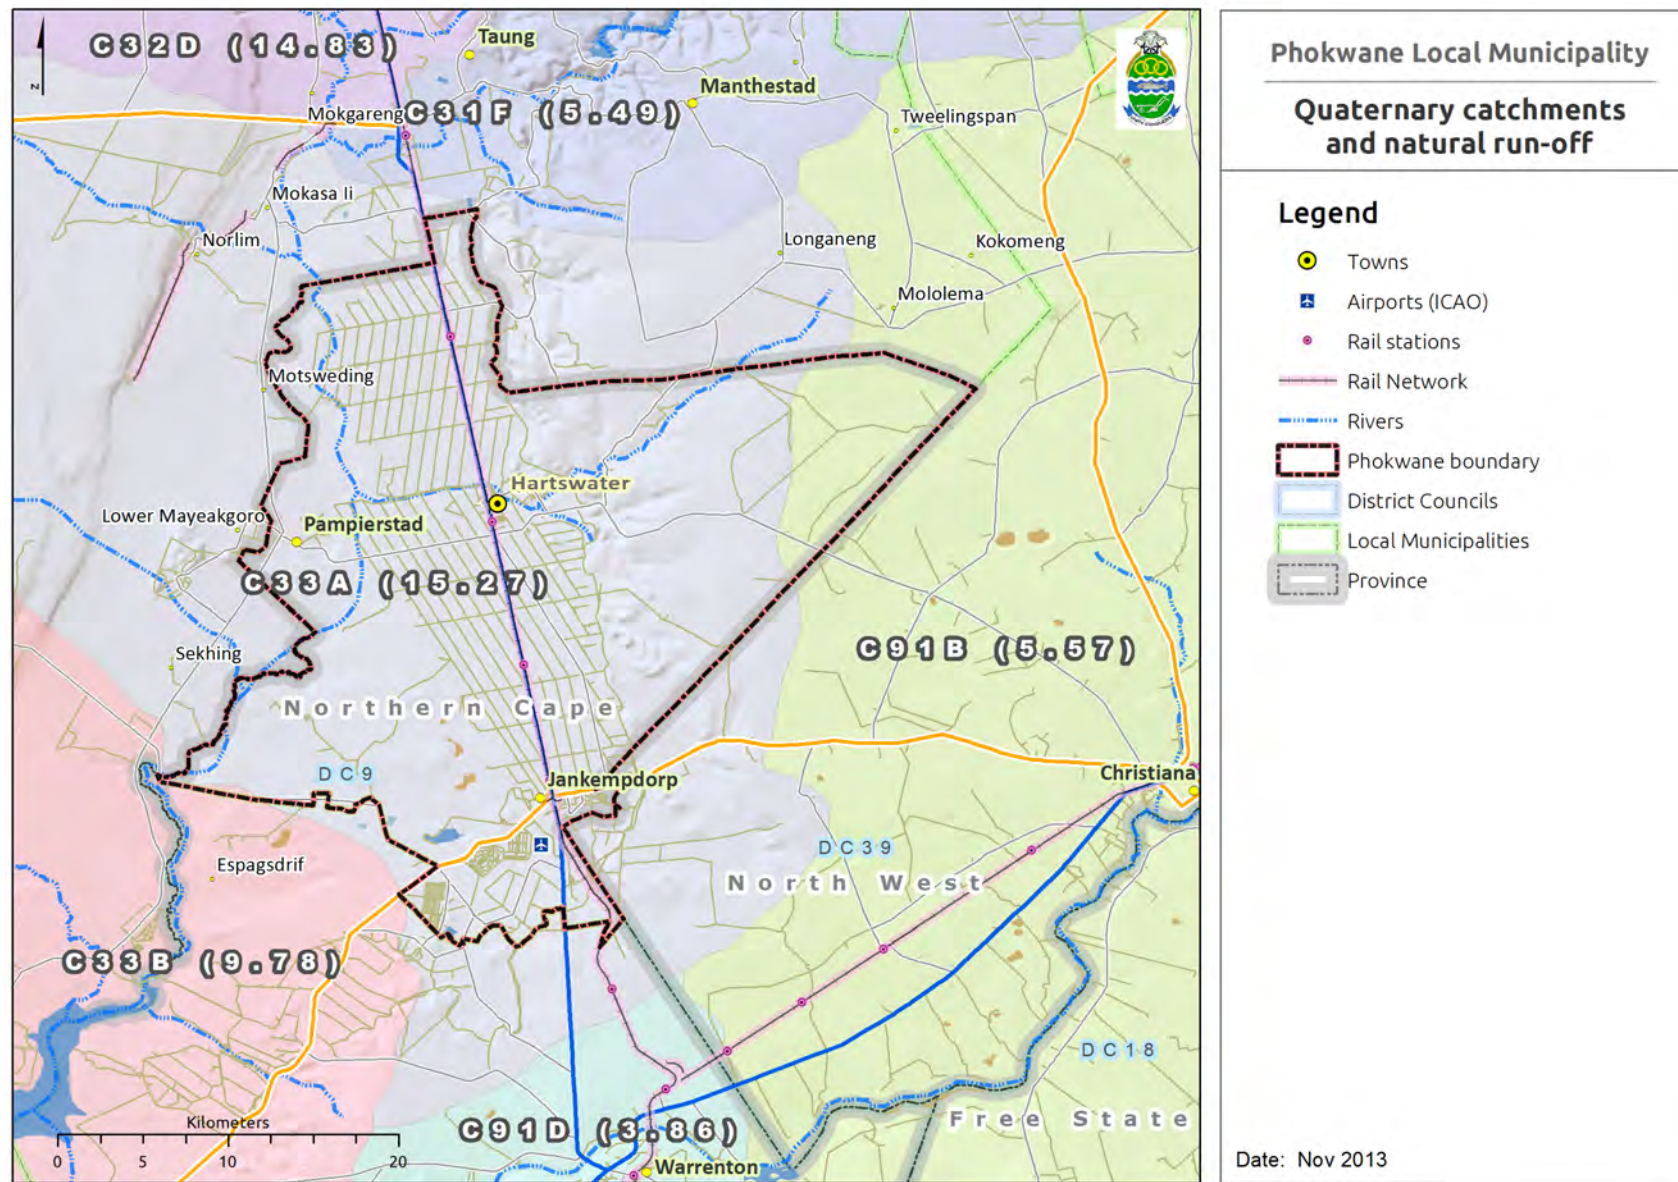 C32D (14.83)
Taung
Manthestad
Mokgareng
C31F (5.49)
Tweelingspan
Mokasa Ii
Norlim
Longaneng
Kokomeng
Mololema
Motsweding
Hartswater
Lower Mayeakgoro
Pampierstad
C33A (15.27)
Sekhing
C91B (5.57)
Northern Cape
DC9
Jankempdorp
Christiana
Espagsdrif
DC39
North West
C33B (9.78)
DC18
Free State
C91D (3.86)
Warrenton
Kilometers
0 5 10 20
N
Phokwane Local Municipality
Quaternary catchments
and natural run-off
Legend
Towns
Airports (ICAO)
Rail stations
Rail Network
Rivers
Phokwane boundary
District Councils
Local Municipalities
Province
Date: Nov 2013